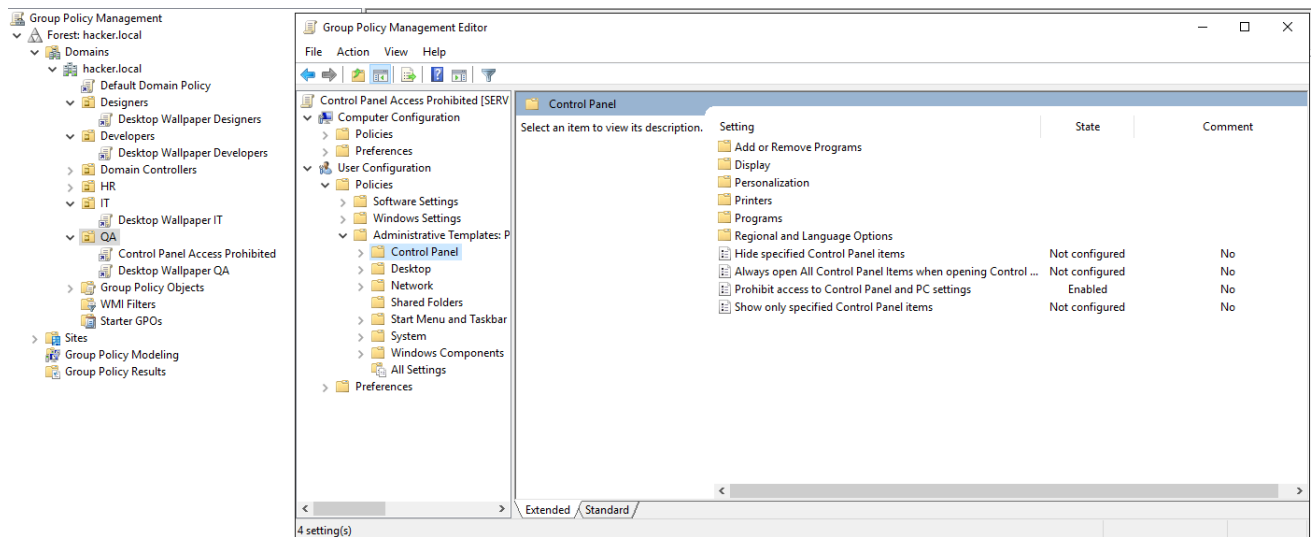 Group Policy Management
Forest: hacker.local
Domains
hacker.local
Default Domain Policy
Designers
Desktop Wallpaper Designers
Developers
Desktop Wallpaper Developers
Domain Controllers
HR
IT
Desktop Wallpaper IT
QA
Control Panel Access Prohibited
Desktop Wallpaper QA
Group Policy Objects
WMI Filters
Starter GPOs
Sites
Group Policy Modeling
Group Policy Results
Group Policy Management Editor
File Action View Help
Control Panel Access Prohibited [SERV
Computer Configuration
Policies
Preferences
User Configuration
Policies
Software Settings
Windows Settings
Administrative Templates: P
Control Panel
Desktop
Network
Shared Folders
Start Menu and Taskbar
System
Windows Components
All Settings
Preferences
Control Panel
Select an item to view its description.
Setting State Comment
Add or Remove Programs
Display
Personalization
Printers
Programs
Regional and Language Options
Hide specified Control Panel items Not configured No
Always open All Control Panel Items when opening Control ... Not configured No
Prohibit access to Control Panel and PC settings Enabled No
Show only specified Control Panel items Not configured No
Extended Standard
4 setting(s)